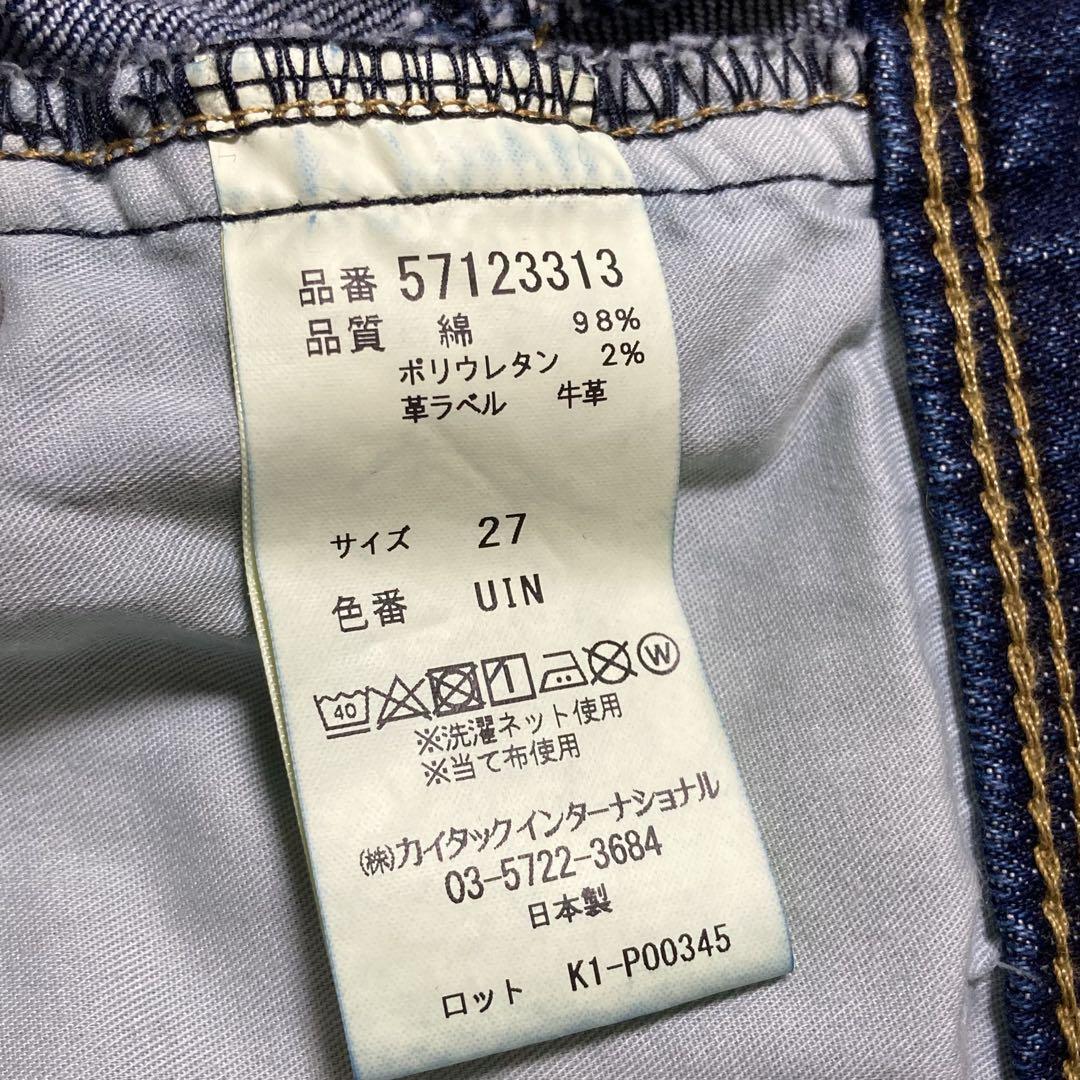 品番 57123313
品質 綿 98%
ポリウレタン 2%
革ラベル 牛革
サイズ 27
色番 UIN
40 W
※洗濯ネット使用
※当て布使用
(株)カイタックインターナショナル
03-5722-3684
日本製
ロット K1-P00345